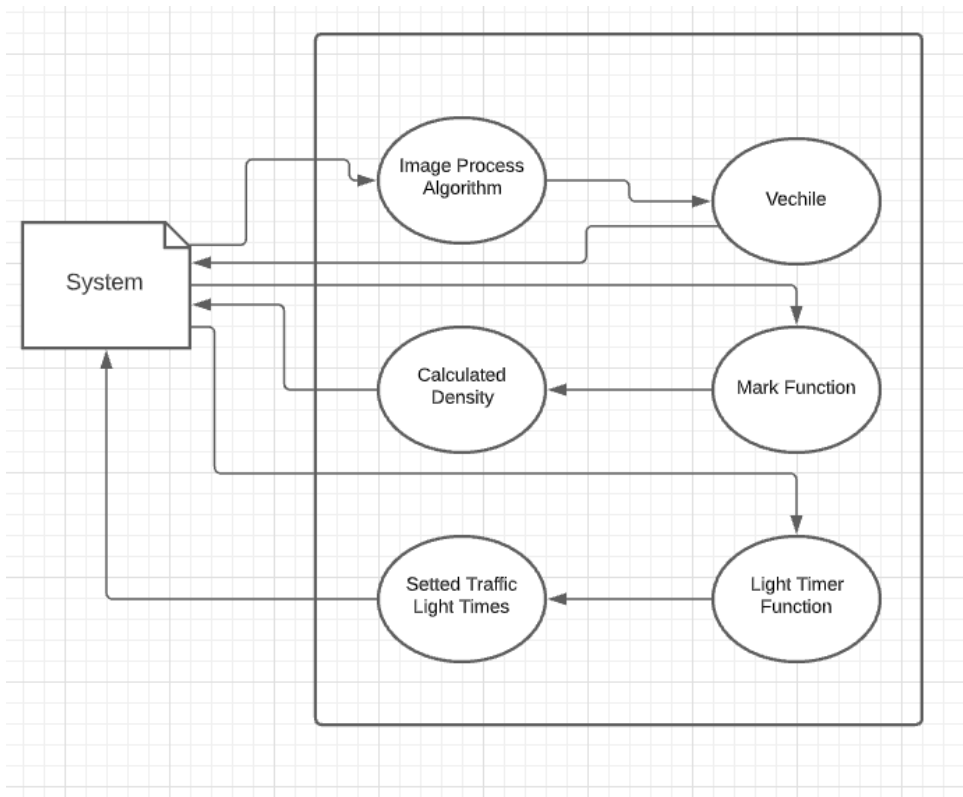 Image Process
Algorithm
Vechile
System
Calculated
Density
Mark Function
Setted Traffic
Light Times
Light Timer
Function